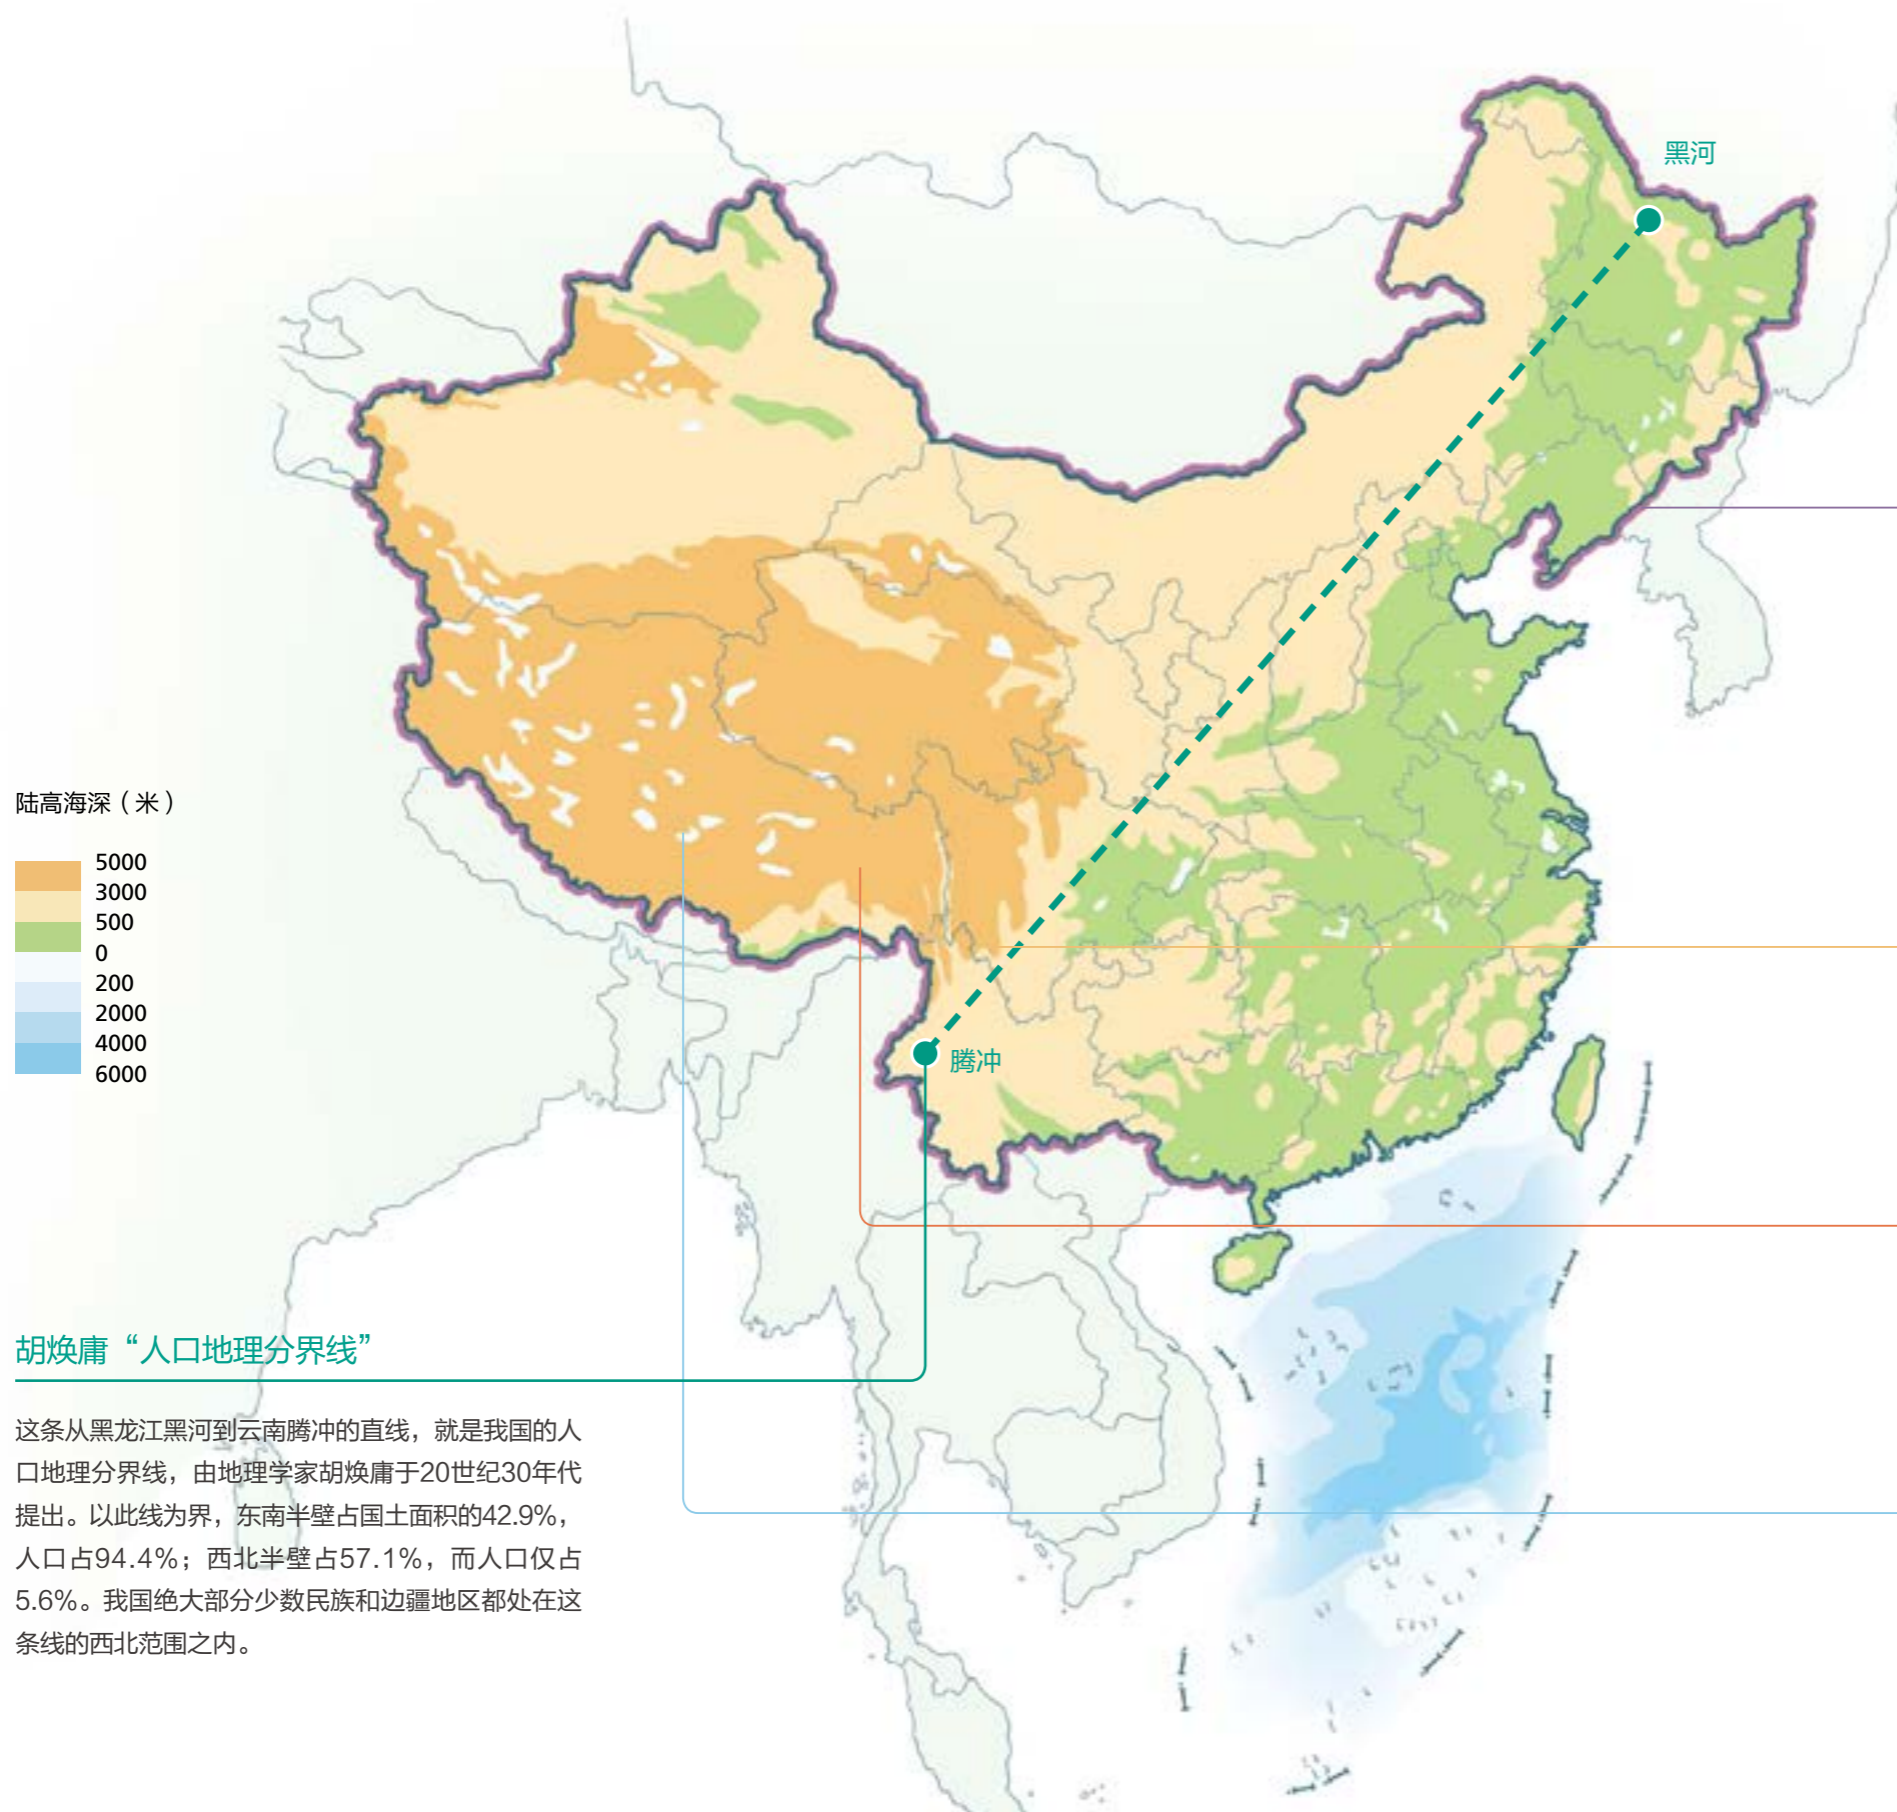 黑河
陆高海深（米）
5000
3000
500
0
200
2000
4000
6000
腾冲
胡焕庸“人口地理分界线”
这条从黑龙江黑河到云南腾冲的直线，就是我国的人
口地理分界线，由地理学家胡焕庸于20世纪30年代
提出。以此线为界，东南半壁占国土面积的42.9%，
人口占94.4%；西北半壁占57.1%，而人口仅占
5.6%。我国绝大部分少数民族和边疆地区都处在这
条线的西北范围之内。